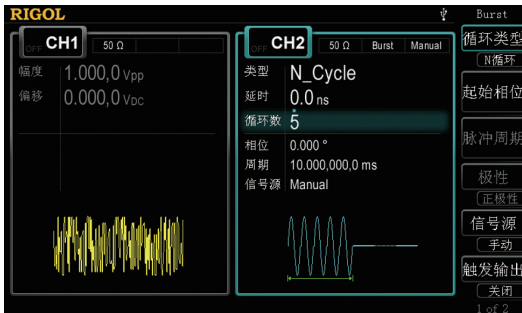 RIGOL
Burst
OFF CH1 50 Ω
幅度 1.000,0 Vpp
偏移 0.000,0 VDC
OFF CH2 50 Ω Burst Manual
类型 N_Cycle
延时 0.0 ns
循环数 5
相位 0.000 °
周期 10.000,000,0 ms
信号源 Manual
循环类型
N循环
起始相位
脉冲周期
极性
正极性
信号源
手动
触发输出
关闭
1 of 2